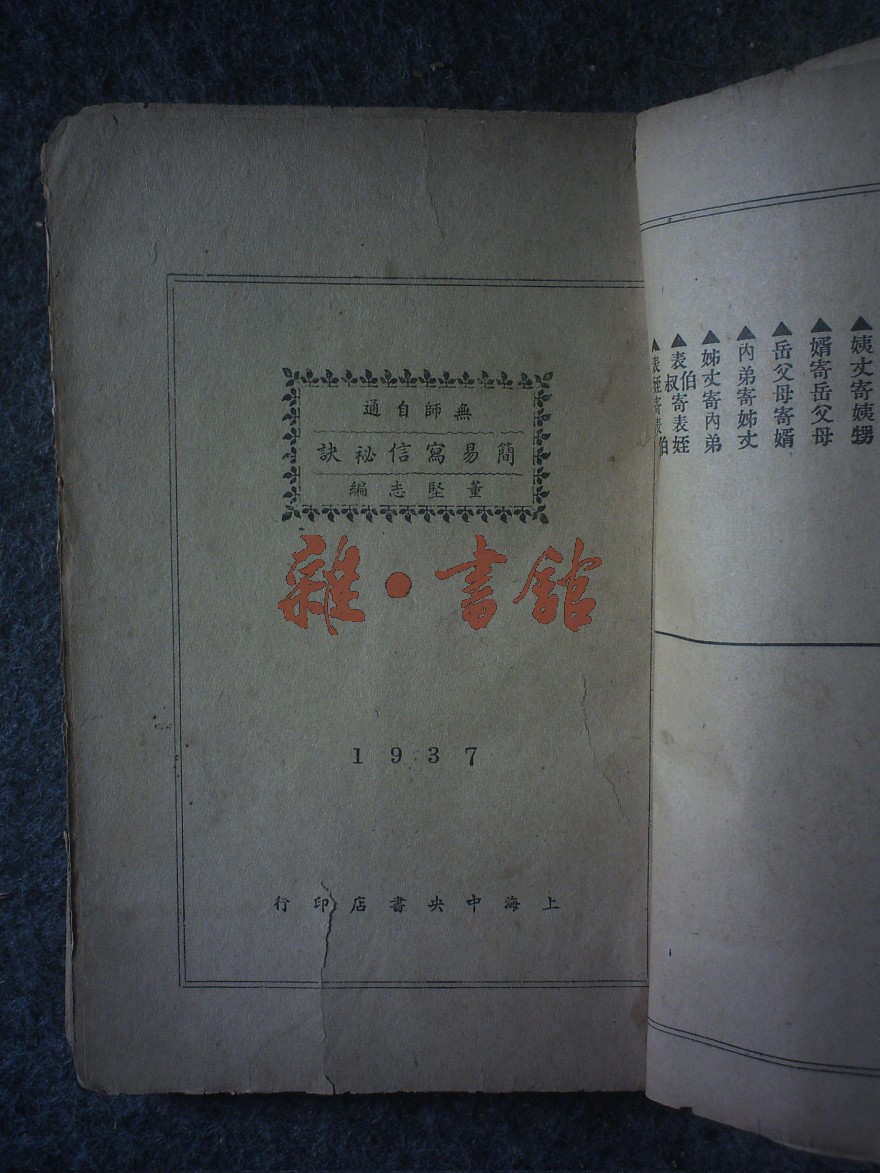 無師自通
簡易寫信祕訣
董堅志編
雜•書館
1937
上海中央書店印行
▲姨丈寄姨甥
▲婿寄岳父母
▲岳父母寄婿
▲內弟寄姊丈
▲姊丈寄內弟
▲表伯叔寄表姪
▲表姪寄表伯